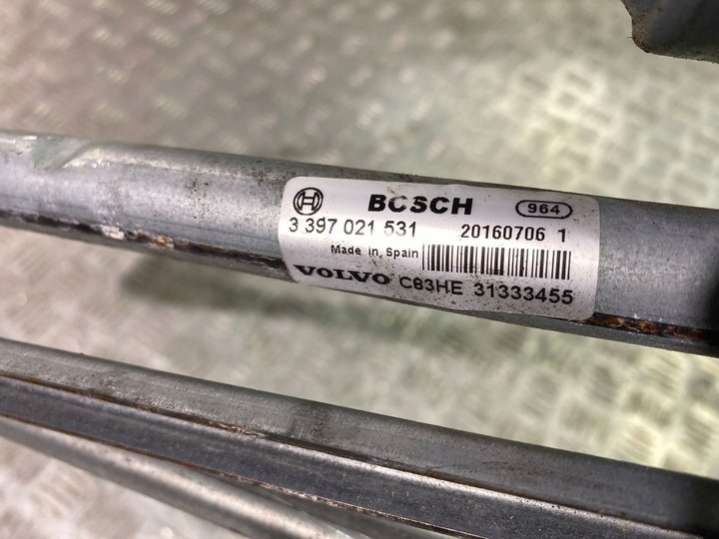 BOSCH 964
3 397 021 531 20160706 1
Made in Spain
VOLVO C83HE 31333455